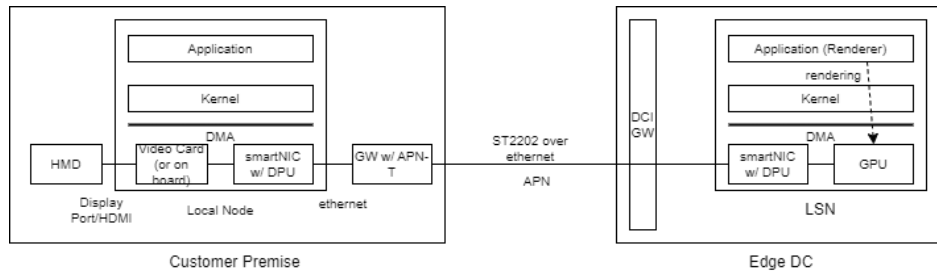 Application
Kernel
DMA
HMD
Video Card
(or on
board)
smartNIC
w/ DPU
GW w/ APN-
T
Display
Port/HDMI
Local Node
ethernet
Customer Premise
ST2202 over
ethernet
APN
DCI
GW
Application (Renderer)
rendering
Kernel
DMA
smartNIC
w/ DPU
GPU
LSN
Edge DC